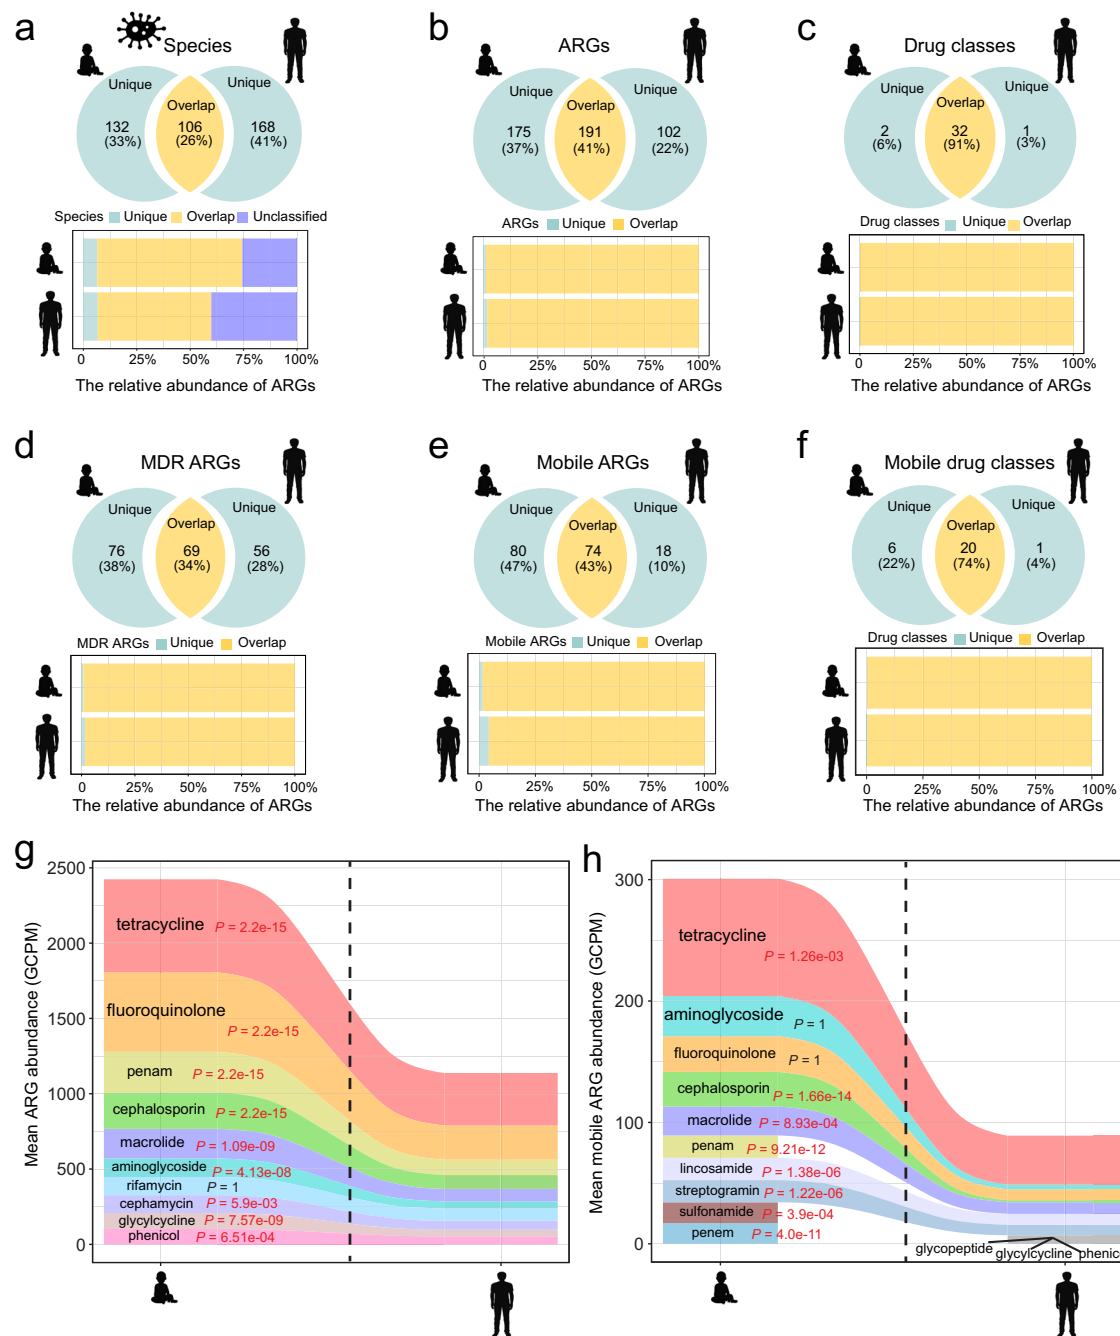 a
Species
Unique
Unique
Overlap
132
(33%)
106
(26%)
168
(41%)
Species Unique Overlap Unclassified
0 25% 50% 75% 100%
The relative abundance of ARGs
b
ARGs
Unique
Unique
Overlap
175
(37%)
191
(41%)
102
(22%)
ARGs Unique Overlap
0 25% 50% 75% 100%
The relative abundance of ARGs
c
Drug classes
Unique
Unique
Overlap
2
(6%)
32
(91%)
1
(3%)
Drug classes Unique Overlap
0 25% 50% 75% 100%
The relative abundance of ARGs
d
MDR ARGs
Unique
Unique
Overlap
76
(38%)
69
(34%)
56
(28%)
MDR ARGs Unique Overlap
0 25% 50% 75% 100%
The relative abundance of ARGs
e
Mobile ARGs
Unique
Unique
Overlap
80
(47%)
74
(43%)
18
(10%)
Mobile ARGs Unique Overlap
0 25% 50% 75% 100%
The relative abundance of ARGs
f
Mobile drug classes
Unique
Unique
Overlap
6
(22%)
20
(74%)
1
(4%)
Drug classes Unique Overlap
0 25% 50% 75% 100%
The relative abundance of ARGs
g
Mean ARG abundance (GCPM)
2500
2000
1500
1000
500
0
tetracycline P = 2.2e-15
fluoroquinolone P = 2.2e-15
penam P = 2.2e-15
cephalosporin P = 2.2e-15
macrolide P = 1.09e-09
aminoglycoside P = 4.13e-08
rifamycin P = 1
cephamycin P = 5.9e-03
glycylcycline P = 7.57e-09
phenicol P = 6.51e-04
h
Mean mobile ARG abundance (GCPM)
300
200
100
0
tetracycline P = 1.26e-03
aminoglycoside P = 1
fluoroquinolone P = 1
cephalosporin P = 1.66e-14
macrolide P = 8.93e-04
penam P = 9.21e-12
lincosamide P = 1.38e-06
streptogramin P = 1.22e-06
sulfonamide P = 3.9e-04
penem P = 4.0e-11
glycopeptide
glycylcycline
phenic